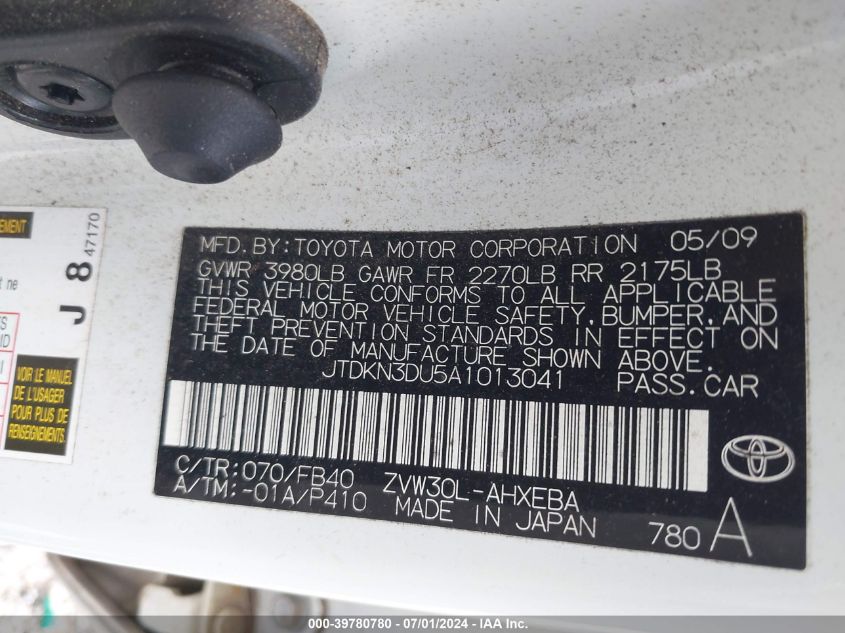 EMENT
47170
J 8
t ne
S
ID
I
VOIR LE MANUEL
DE L'USAGER
POUR PLUS DE
RENSEIGNEMENTS.
MFD. BY: TOYOTA MOTOR CORPORATION 05/09
GVWR 3980LB GAWR FR 2270LB RR 2175LB
THIS VEHICLE CONFORMS TO ALL APPLICABLE
FEDERAL MOTOR VEHICLE SAFETY, BUMPER, AND
THEFT PREVENTION STANDARDS IN EFFECT ON
THE DATE OF MANUFACTURE SHOWN ABOVE.
JTDKN3DU5A1013041 PASS. CAR
C/TR: 070/FB40 ZVW30L-AHXEBA
A/TM: -01A/P410 MADE IN JAPAN 780 A
000-39780780 - 07/01/2024 - IAA Inc.